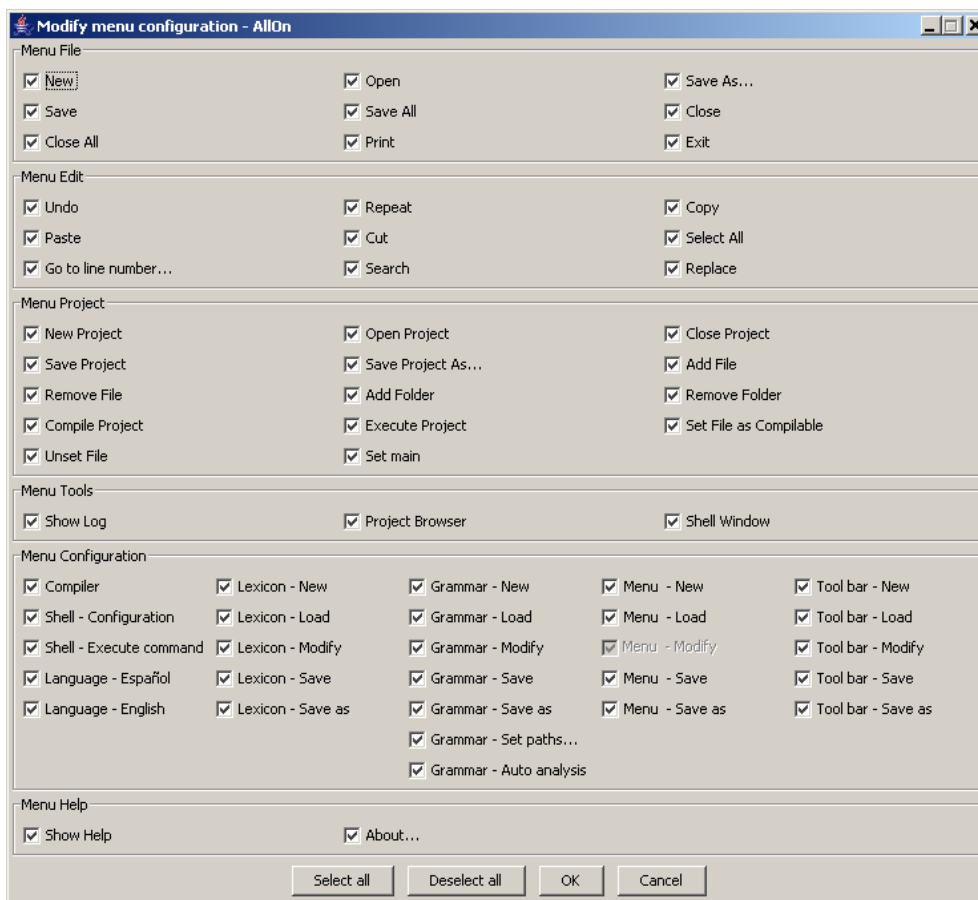 Modify menu configuration - AllOn
Menu File
New Open Save As...
Save Save All Close
Close All Print Exit
Menu Edit
Undo Repeat Copy
Paste Cut Select All
Go to line number... Search Replace
Menu Project
New Project Open Project Close Project
Save Project Save Project As... Add File
Remove File Add Folder Remove Folder
Compile Project Execute Project Set File as Compilable
Unset File Set main
Menu Tools
Show Log Project Browser Shell Window
Menu Configuration
Compiler Lexicon - New Grammar - New Menu - New Tool bar - New
Shell - Configuration Lexicon - Load Grammar - Load Menu - Load Tool bar - Load
Shell - Execute command Lexicon - Modify Grammar - Modify Menu - Modify Tool bar - Modify
Language - Español Lexicon - Save Grammar - Save Menu - Save Tool bar - Save
Language - English Lexicon - Save as Grammar - Save as Menu - Save as Tool bar - Save as
Grammar - Set paths...
Grammar - Auto analysis
Menu Help
Show Help About...
Select all Deselect all OK Cancel